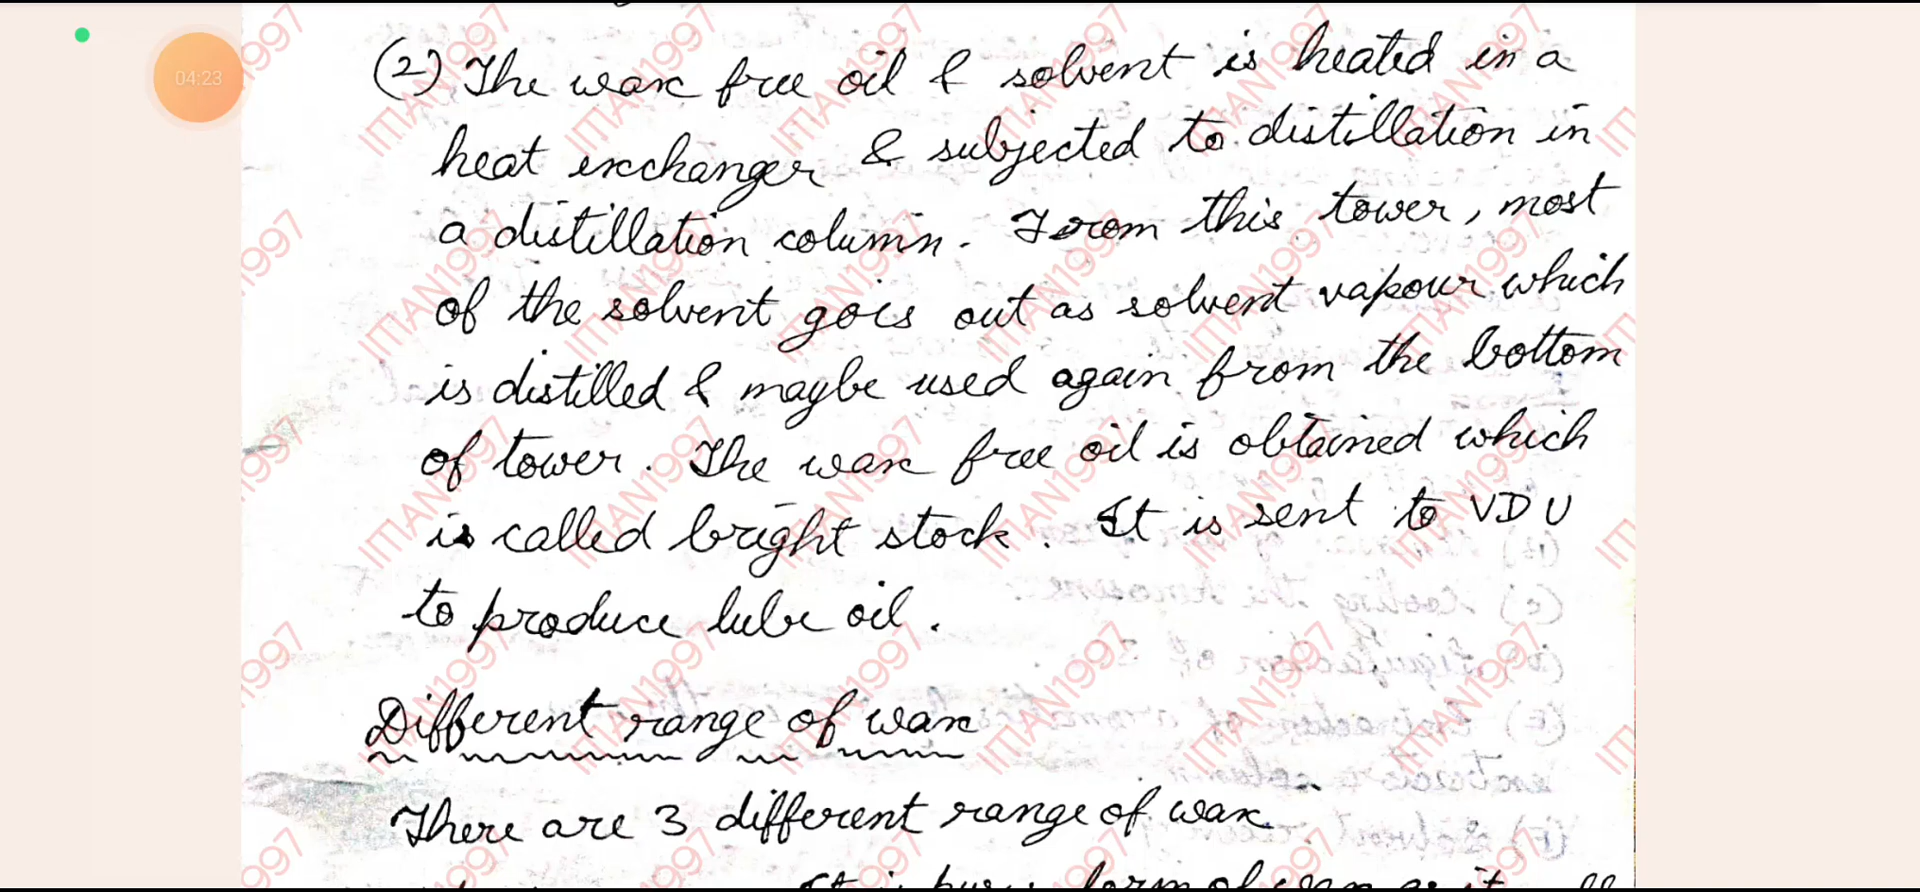 04:23
(2) The wax free oil & solvent is heated in a
heat exchanger & subjected to distillation in
a distillation column. From this tower, most
of the solvent goes out as solvent vapour which
is distilled & maybe used again from the bottom
of tower. The wax free oil is obtained which
is called bright stock. It is sent to VDU
to produce lube oil.
Different range of wax
There are 3 different range of wax
IMAN1997